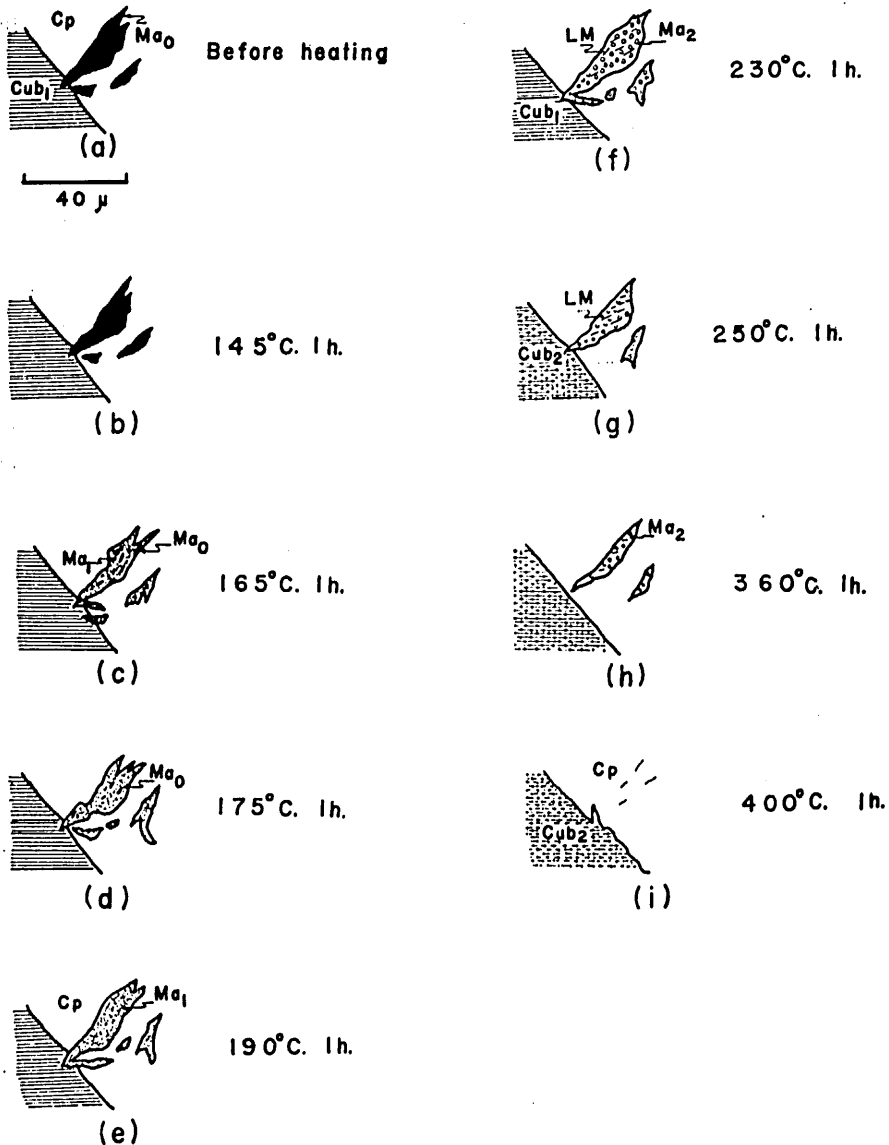 Cp
Ma0
Before heating
Cub1
(a)
40 μ
145°C. 1h.
(b)
Ma1
Ma0
165°C. 1h.
(c)
Ma0
175°C. 1h.
(d)
Cp
Ma1
190°C. 1h.
(e)
LM
Ma2
230°C. 1h.
Cub1
(f)
LM
250°C. 1h.
Cub2
(g)
Ma2
360°C. 1h.
(h)
Cp
400°C. 1h.
Cub2
(i)